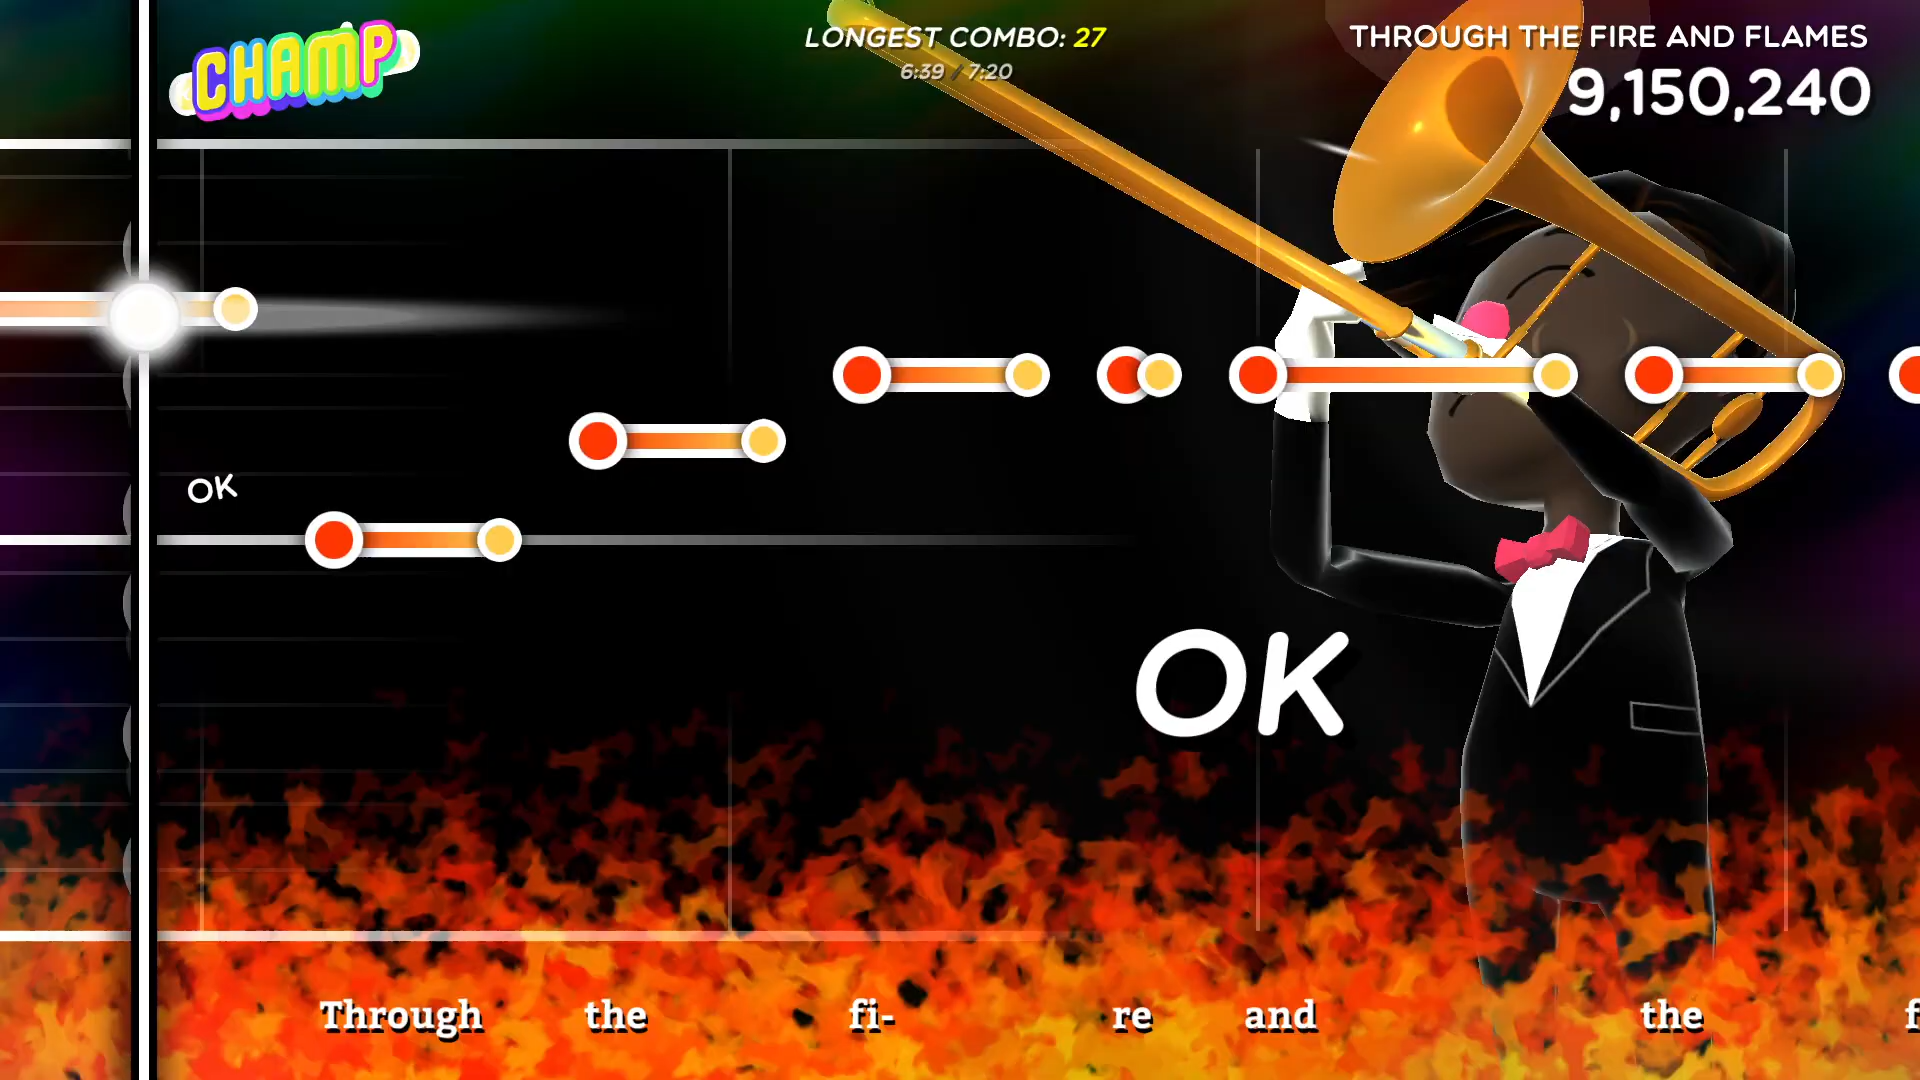 CHAMP
LONGEST COMBO: 27
6:39 / 7:20
THROUGH THE FIRE AND FLAMES
9,150,240
OK
OK
Through the fi- re and the f